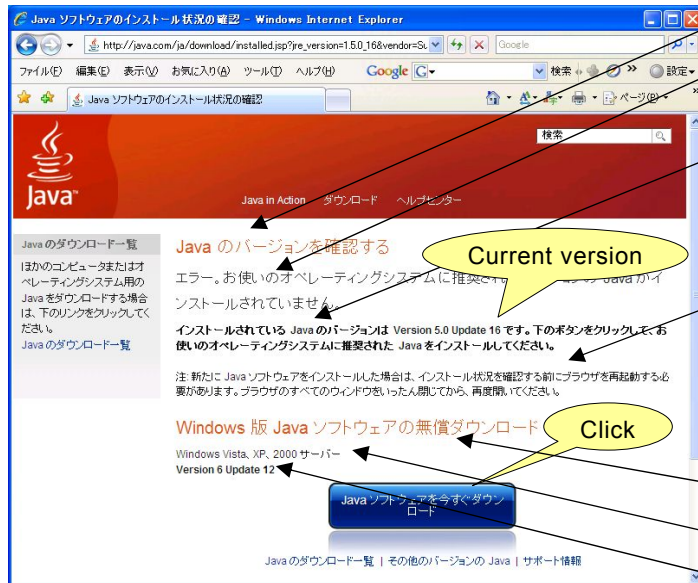 Java ソフトウェアのインストール状況の確認 - Windows Internet Explorer
http://java.com/ja/download/installed.jsp?jre_version=1.5.0_16&vendor=Su
Google
ファイル(F) 編集(E) 表示(V) お気に入り(A) ツール(T) ヘルプ(H) Google G 検索 設定
Java ソフトウェアのインストール状況の確認 ページ(P)
検索
Java
Java in Action ダウンロード ヘルプセンター
Java のダウンロード一覧
ほかのコンピュータまたはオ
ペレーティングシステム用の
Java をダウンロードする場合
は、下のリンクをクリックしてく
ださい。
Java のダウンロード一覧
Java のバージョンを確認する
Current version
エラー。お使いのオペレーティングシステムに推奨され Java がイ
ンストールされていません。
インストールされている Java のバージョンは Version 5.0 Update 16 です。下のボタンをクリックして、お
使いのオペレーティングシステムに推奨された Java をインストールしてください。
注: 新たに Java ソフトウェアをインストールした場合は、インストール状況を確認する前にブラウザを再起動する必
要があります。ブラウザのすべてのウィンドウをいったん閉じてから、再度開いてください。
Windows 版 Java ソフトウェアの無償ダウンロード
Click
Windows Vista、XP、2000 サーバー
Version 6 Update 12
Java ソフトウェアを今すぐダウン
ロード
Java のダウンロード一覧 | その他のバージョンの Java | サポート情報